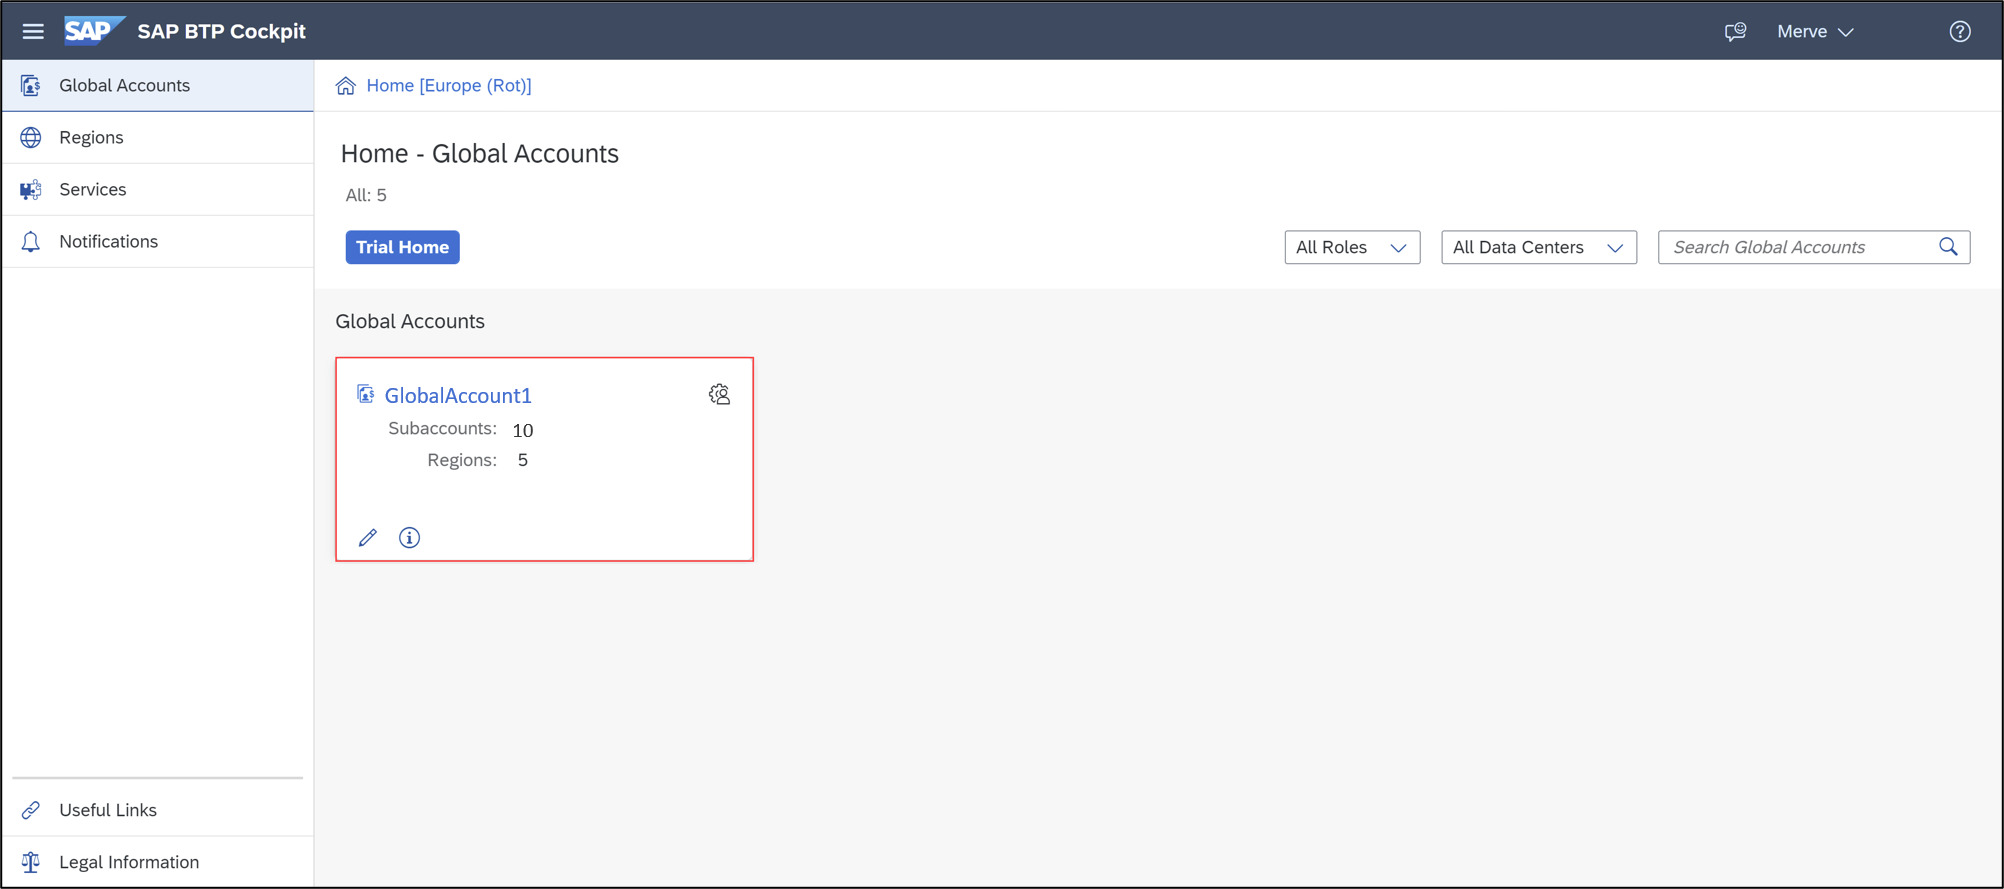 SAP SAP BTP Cockpit
Merve
Global Accounts
Regions
Services
Notifications
Useful Links
Legal Information
Home [Europe (Rot)]
Home - Global Accounts
All: 5
Trial Home
All Roles
All Data Centers
Search Global Accounts
Global Accounts
GlobalAccount1
Subaccounts: 10
Regions: 5